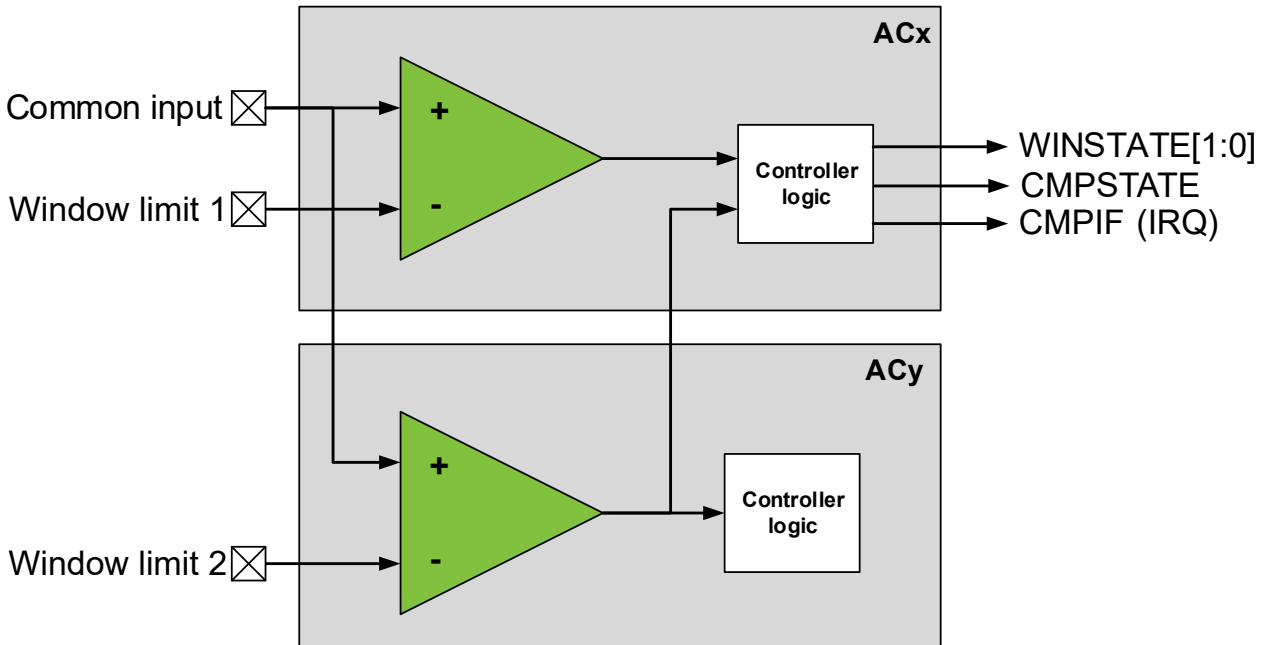 ACx
Common input
+
WINSTATE[1:0]
Controller
logic
CMPSTATE
Window limit 1
-
CMPIF (IRQ)
ACy
+
Controller
logic
Window limit 2
-